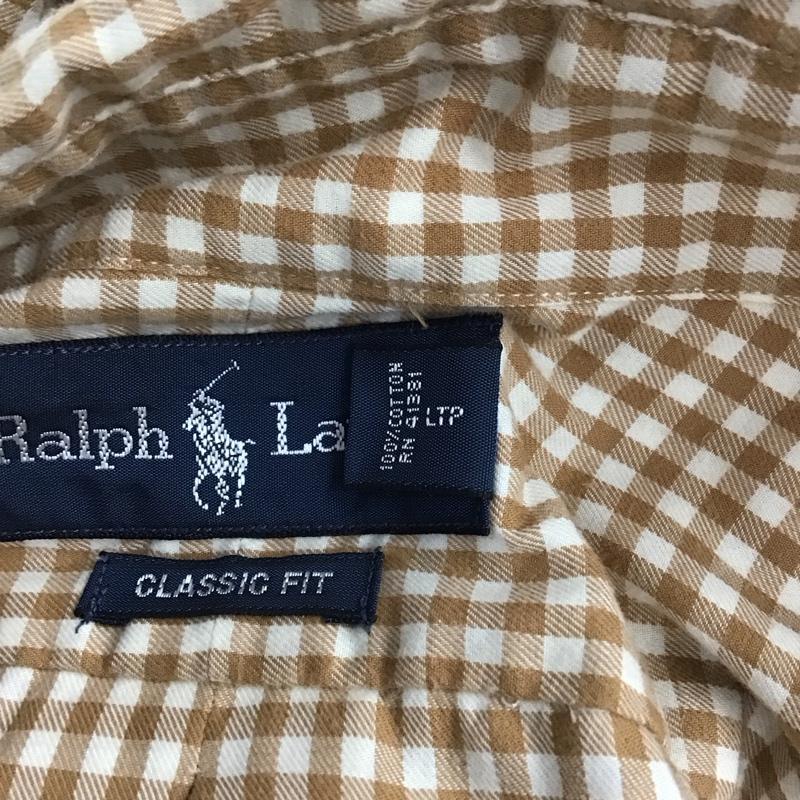 Ralph La
100% COTTON
RN 41381
LTP
CLASSIC FIT